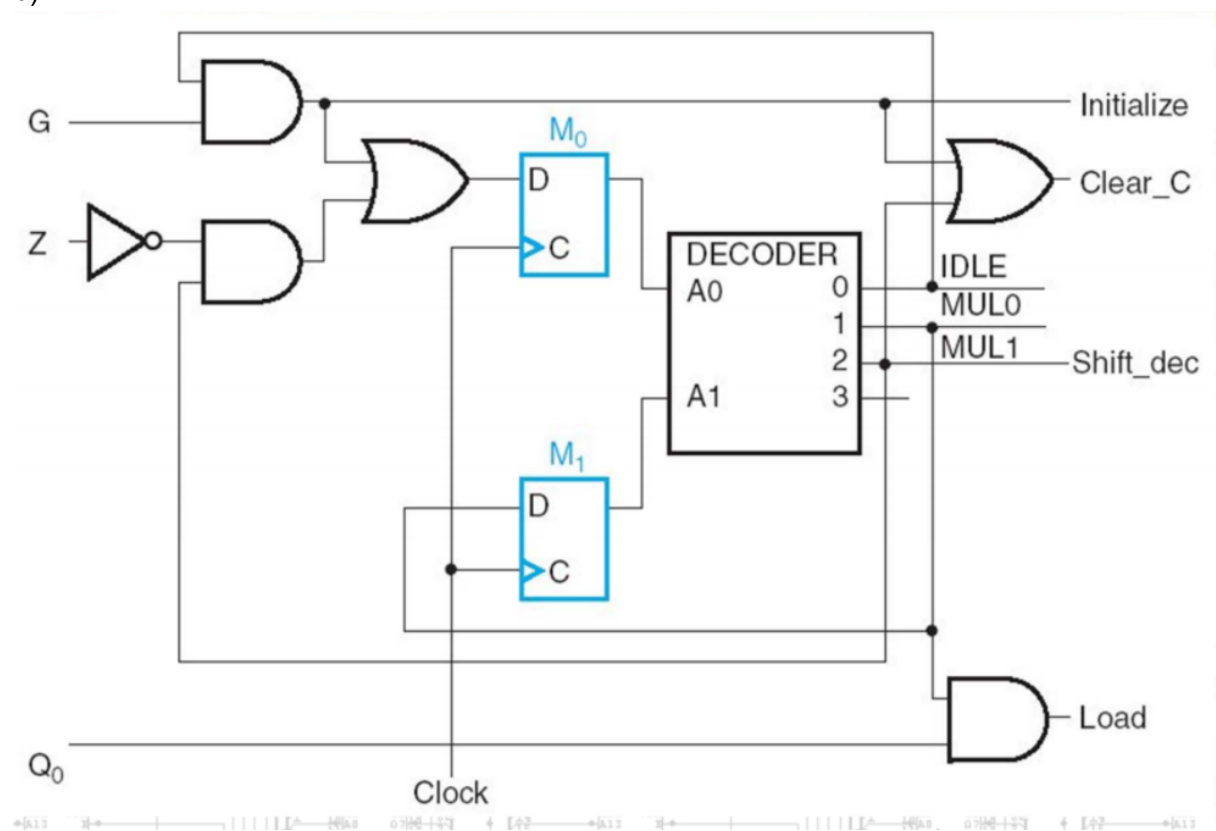 Initialize
G
M0
Clear_C
D
Z
C
DECODER
IDLE
A0
0
MUL0
1
MUL1
2
Shift_dec
A1
3
M1
D
C
Load
Q0
Clock